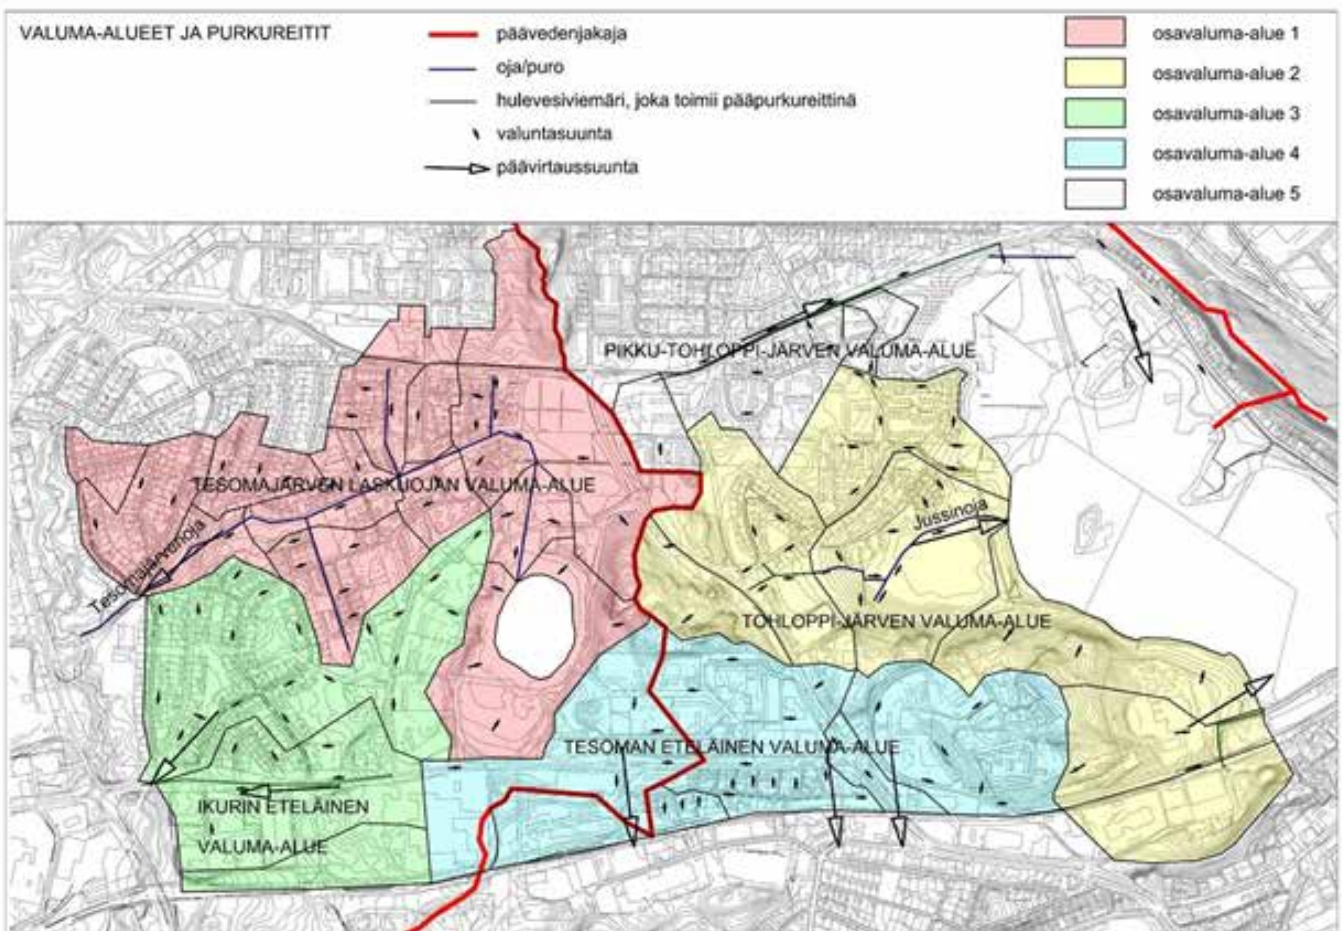 VALUMA-ALUEET JA PURKUREITIT
päävedenjakaja
oja/puro
hulevesiviemäri, joka toimii pääpurkureittinä
valuntasuunta
päävirtaussuunta
osavaluma-alue 1
osavaluma-alue 2
osavaluma-alue 3
osavaluma-alue 4
osavaluma-alue 5
PIKKU-TOHLOPPI-JÄRVEN VALUMA-ALUE
TESOMAJÄRVEN LASKUOJAN VALUMA-ALUE
Jussinoja
Tesomajärvenoja
TOHLOPPI-JÄRVEN VALUMA-ALUE
TESOMAN ETELÄINEN VALUMA-ALUE
IKURIN ETELÄINEN
VALUMA-ALUE